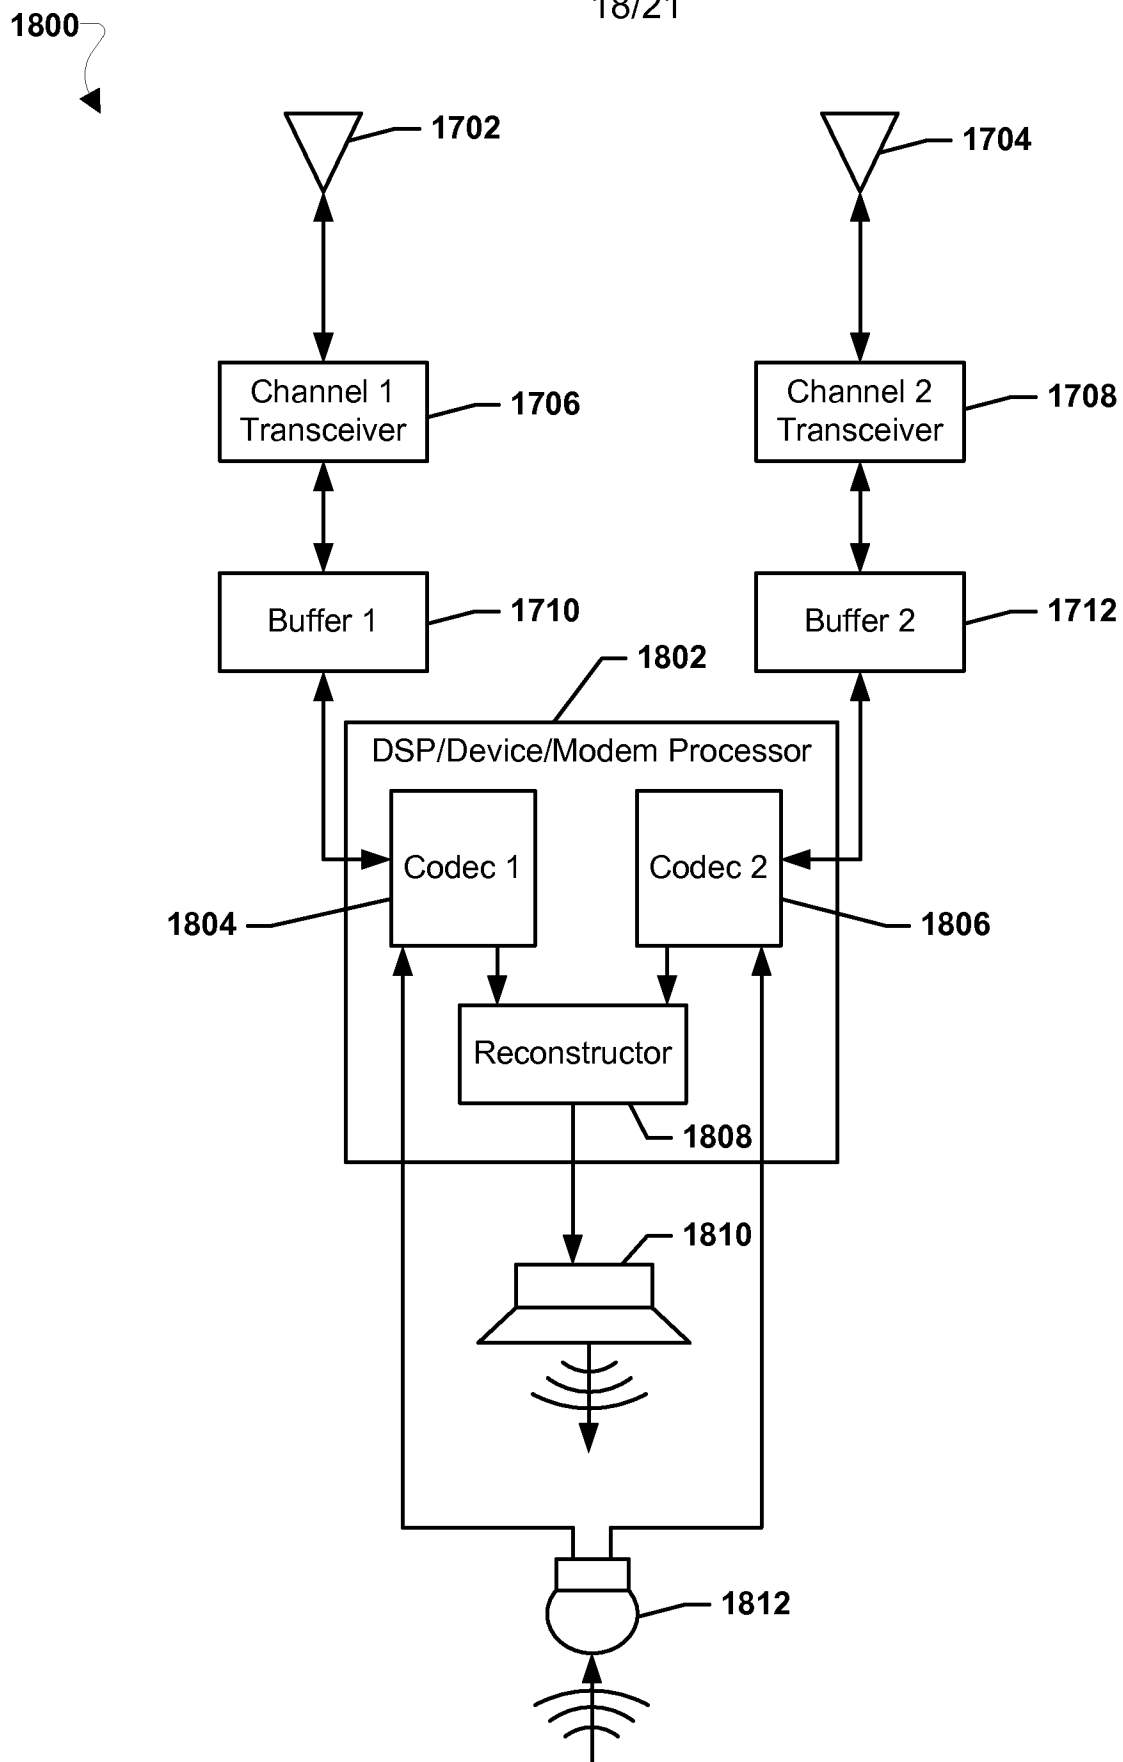 18/21
1800
1702
1704
Channel 1
Transceiver
1706
Channel 2
Transceiver
1708
Buffer 1
1710
Buffer 2
1712
1802
DSP/Device/Modem Processor
Codec 1
Codec 2
1804
1806
Reconstructor
1808
1810
1812